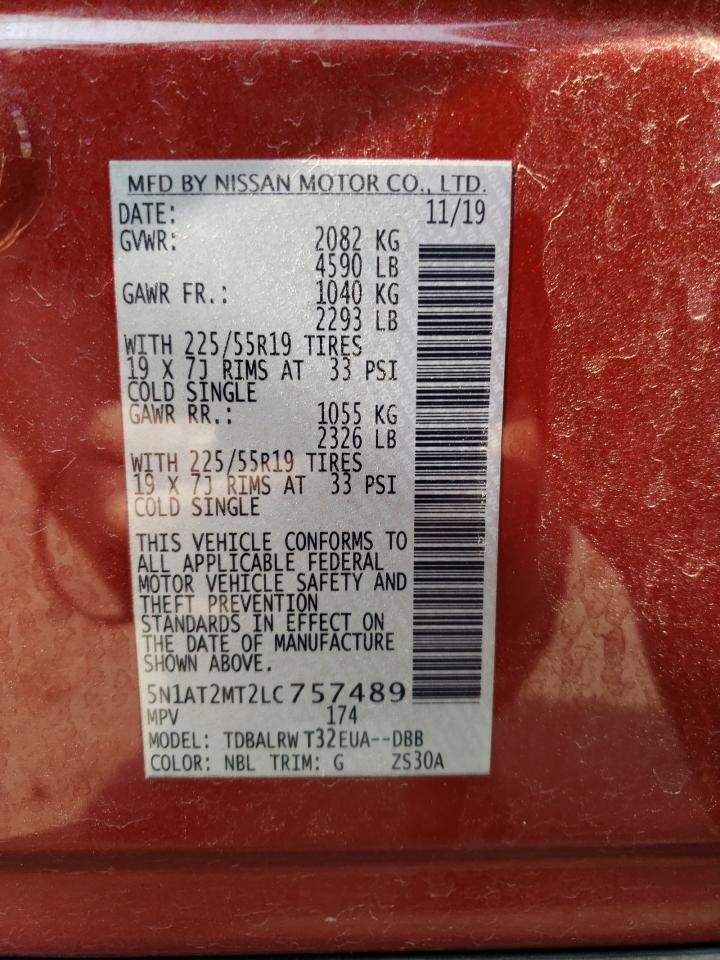 MFD BY NISSAN MOTOR CO., LTD.
DATE: 11/19
GVWR: 2082 KG
4590 LB
GAWR FR.: 1040 KG
2293 LB
WITH 225/55R19 TIRES
19 X 7J RIMS AT 33 PSI
COLD SINGLE
GAWR RR.: 1055 KG
2326 LB
WITH 225/55R19 TIRES
19 X 7J RIMS AT 33 PSI
COLD SINGLE
THIS VEHICLE CONFORMS TO
ALL APPLICABLE FEDERAL
MOTOR VEHICLE SAFETY AND
THEFT PREVENTION
STANDARDS IN EFFECT ON
THE DATE OF MANUFACTURE
SHOWN ABOVE.
5N1AT2MT2LC757489
MPV 174
MODEL: TDBALRW T32EUA--DBB
COLOR: NBL TRIM: G ZS30A